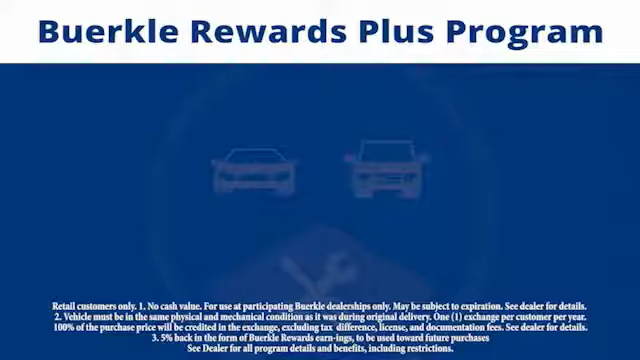 Buerkle Rewards Plus Program
Retail customers only. 1. No cash value. For use at participating Buerkle dealerships only. May be subject to expiration. See dealer for details.
2. Vehicle must be in the same physical and mechanical condition as it was during original delivery. One (1) exchange per customer per year.
100% of the purchase price will be credited in the exchange, excluding tax difference, license, and documentation fees. See dealer for details.
3. 5% back in the form of Buerkle Rewards earn-ings, to be used toward future purchases
See Dealer for all program details and benefits, including restrictions.